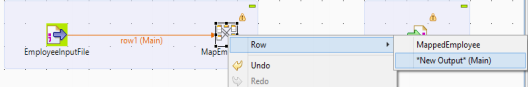 row1 (Main)
EmployeeInputFile
MapEm
Row
MappedEmployee
*New Output* (Main)
Undo
Redo